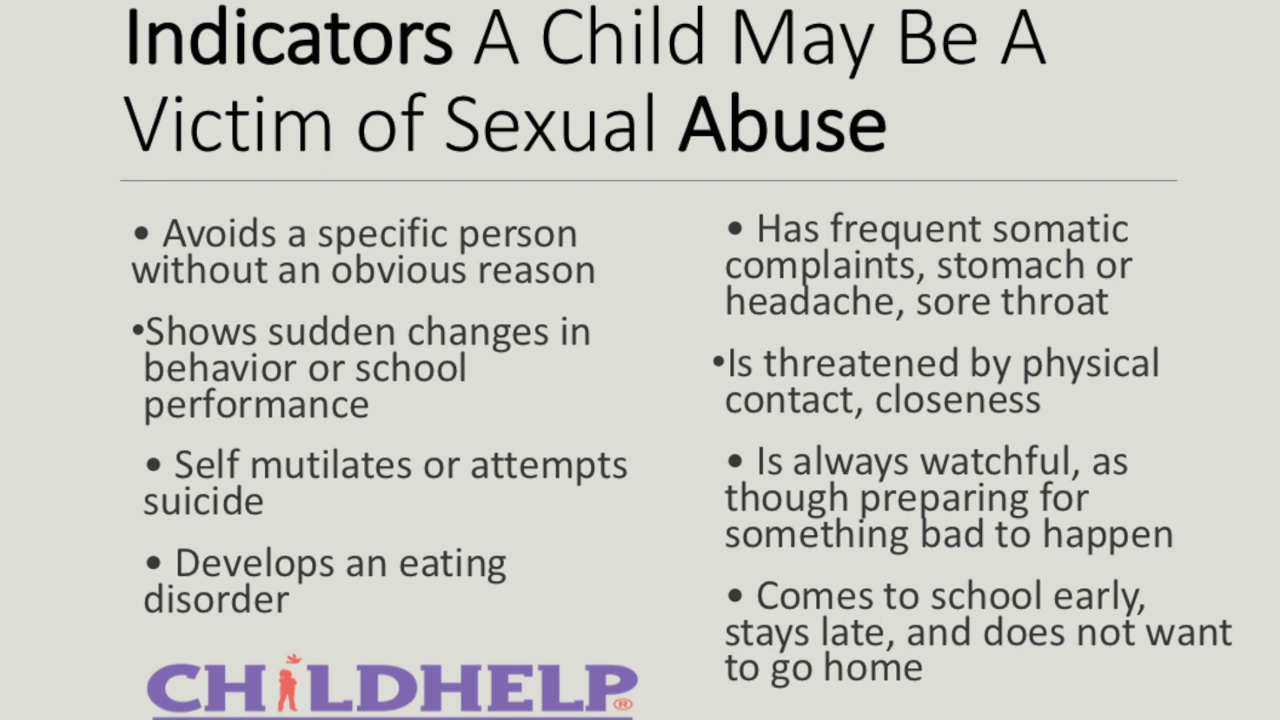 Indicators A Child May Be A
Victim of Sexual Abuse
• Avoids a specific person
without an obvious reason
•Shows sudden changes in
behavior or school
performance
• Self mutilates or attempts
suicide
• Develops an eating
disorder
• Has frequent somatic
complaints, stomach or
headache, sore throat
•Is threatened by physical
contact, closeness
• Is always watchful, as
though preparing for
something bad to happen
• Comes to school early,
stays late, and does not want
to go home
CHILDHELP®